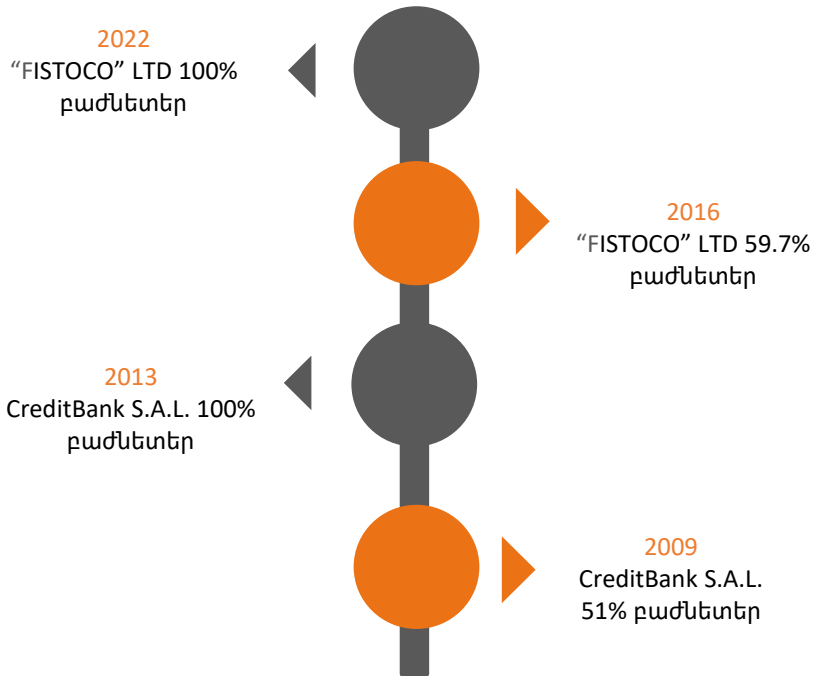 2022
“FISTOCO” LTD 100%
բաժնետեր
2016
“FISTOCO” LTD 59.7%
բաժնետեր
2013
CreditBank S.A.L. 100%
բաժնետեր
2009
CreditBank S.A.L.
51% բաժնետեր